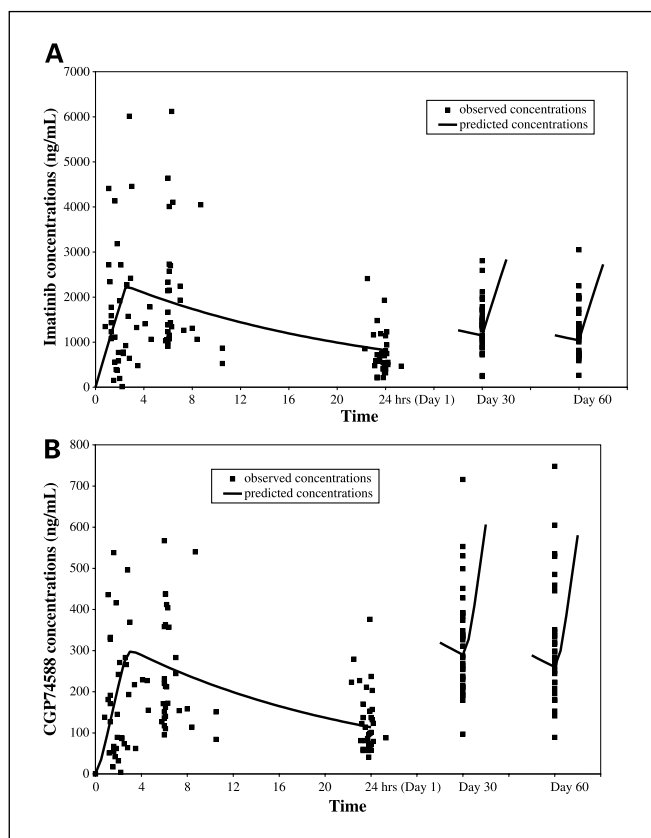 A
7000
6000
5000
4000
3000
2000
1000
0
Imatinib concentrations (ng/mL)
observed concentrations
predicted concentrations
0 4 8 12 16 20 24 hrs (Day 1) Day 30 Day 60
Time
B
800
700
600
500
400
300
200
100
0
CGP74588 concentrations (ng/mL)
observed concentrations
predicted concentrations
0 4 8 12 16 20 24 hrs (Day 1) Day 30 Day 60
Time